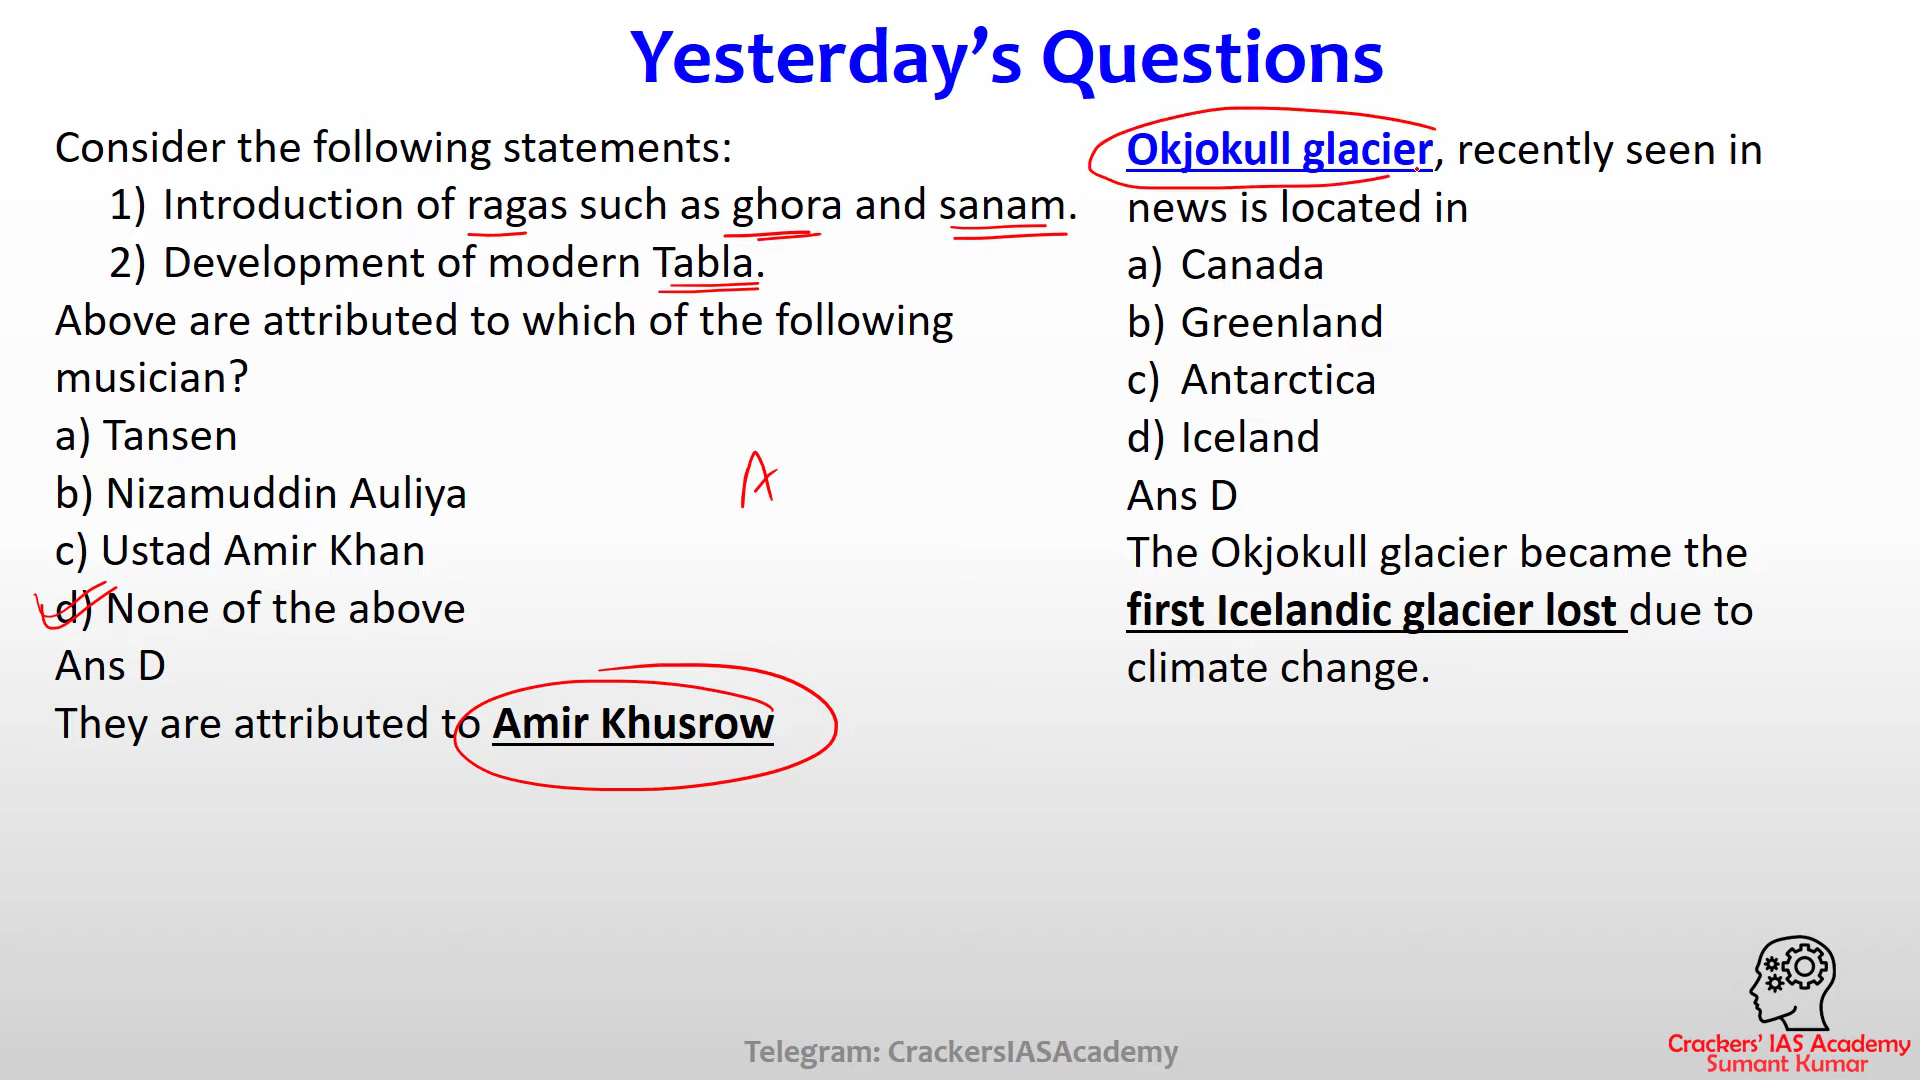 Yesterday's Questions
Consider the following statements:
1) Introduction of ragas such as ghora and sanam.
2) Development of modern Tabla.
Above are attributed to which of the following
musician?
a) Tansen
b) Nizamuddin Auliya
c) Ustad Amir Khan
d) None of the above
Ans D
They are attributed to Amir Khusrow
A
Okjokull glacier, recently seen in
news is located in
a) Canada
b) Greenland
c) Antarctica
d) Iceland
Ans D
The Okjokull glacier became the
first Icelandic glacier lost due to
climate change.
Telegram: CrackersIASAcademy
Crackers' IAS Academy
Sumant Kumar